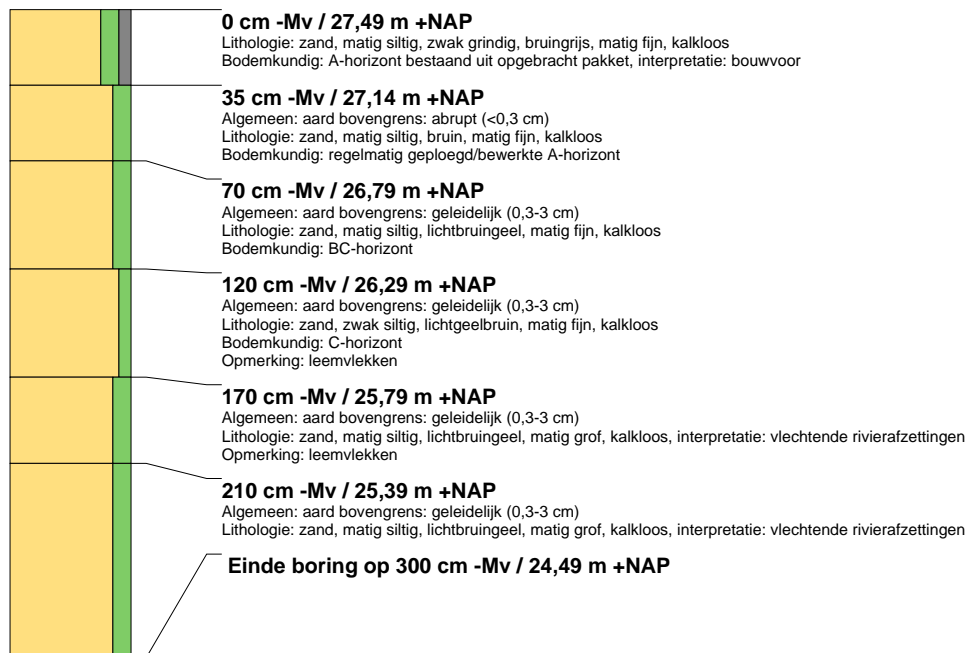 0 cm -Mv / 27,49 m +NAP
Lithologie: zand, matig siltig, zwak grindig, bruingrijs, matig fijn, kalkloos
Bodemkundig: A-horizont bestaand uit opgebracht pakket, interpretatie: bouwvoor
35 cm -Mv / 27,14 m +NAP
Algemeen: aard bovengrens: abrupt (<0,3 cm)
Lithologie: zand, matig siltig, bruin, matig fijn, kalkloos
Bodemkundig: regelmatig geploegd/bewerkte A-horizont
70 cm -Mv / 26,79 m +NAP
Algemeen: aard bovengrens: geleidelijk (0,3-3 cm)
Lithologie: zand, matig siltig, lichtbruingeel, matig fijn, kalkloos
Bodemkundig: BC-horizont
120 cm -Mv / 26,29 m +NAP
Algemeen: aard bovengrens: geleidelijk (0,3-3 cm)
Lithologie: zand, zwak siltig, lichtgeelbruin, matig fijn, kalkloos
Bodemkundig: C-horizont
Opmerking: leemvlekken
170 cm -Mv / 25,79 m +NAP
Algemeen: aard bovengrens: geleidelijk (0,3-3 cm)
Lithologie: zand, matig siltig, lichtbruingeel, matig grof, kalkloos, interpretatie: vlechtende rivierafzettingen
Opmerking: leemvlekken
210 cm -Mv / 25,39 m +NAP
Algemeen: aard bovengrens: geleidelijk (0,3-3 cm)
Lithologie: zand, matig siltig, lichtbruingeel, matig grof, kalkloos, interpretatie: vlechtende rivierafzettingen
Einde boring op 300 cm -Mv / 24,49 m +NAP